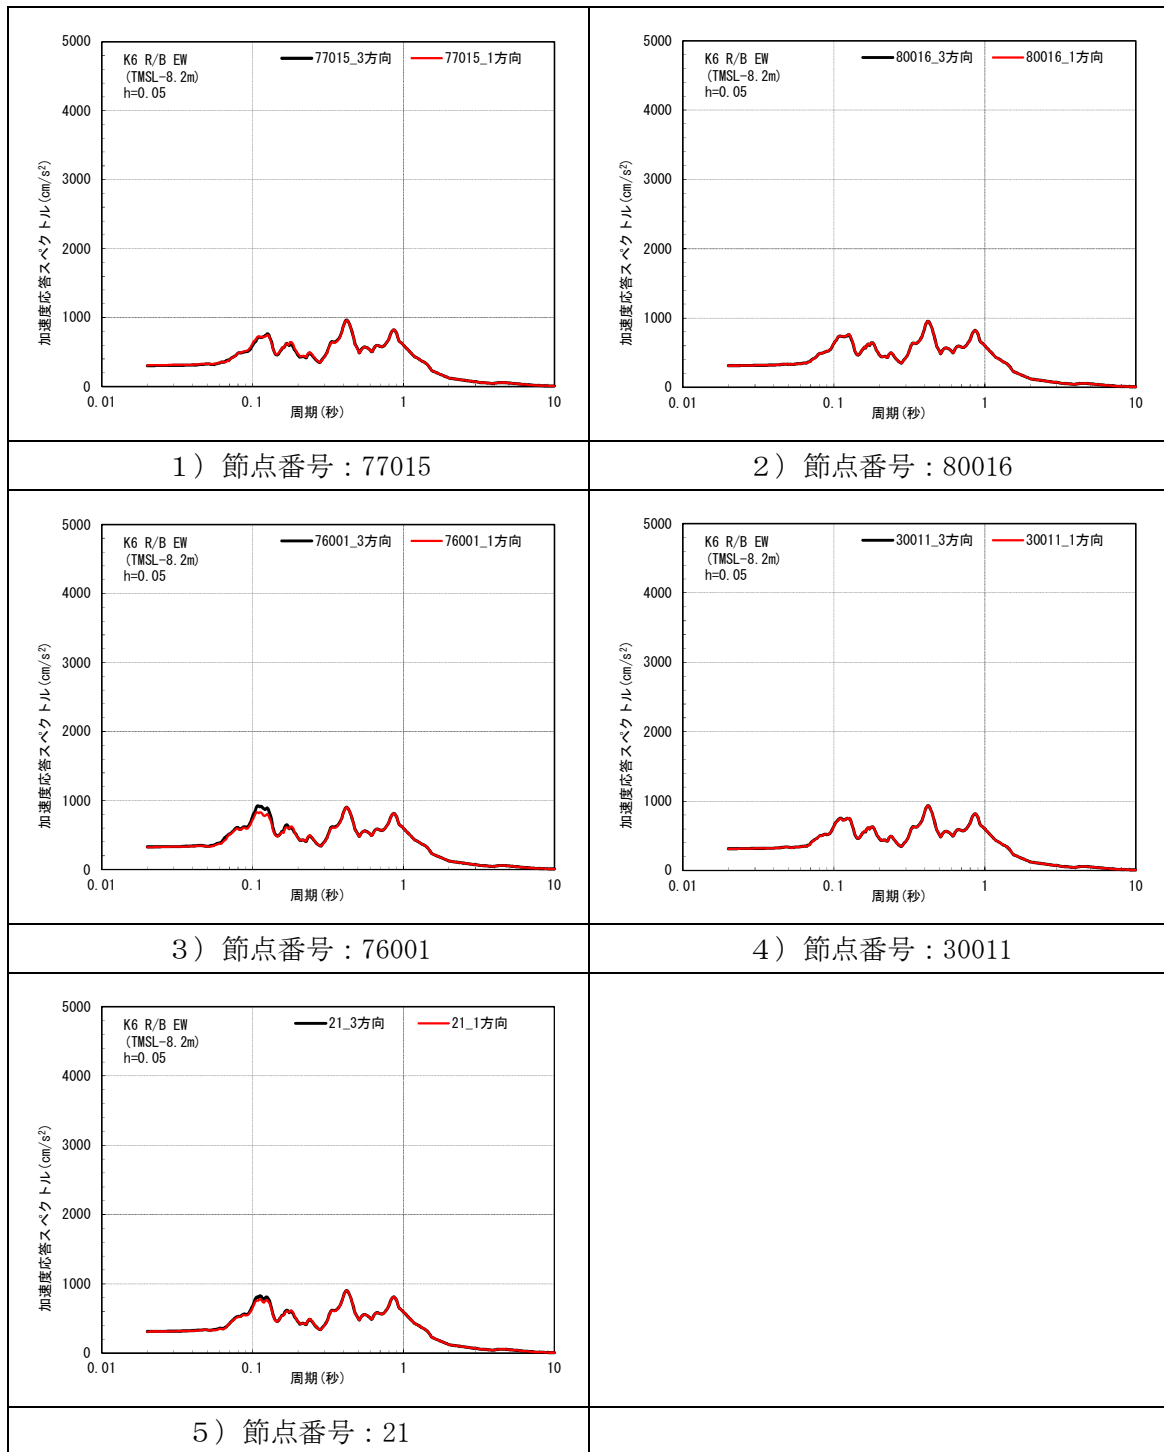 K6 R/B EW
(TMSL-8.2m)
h=0.05
77015_3方向
77015_1方向
5000
4000
3000
2000
1000
0
加速度応答スペクトル(cm/s²)
0.01
0.1
1
10
周期(秒)
1）節点番号：77015
K6 R/B EW
(TMSL-8.2m)
h=0.05
80016_3方向
80016_1方向
5000
4000
3000
2000
1000
0
加速度応答スペクトル(cm/s²)
0.01
0.1
1
10
周期(秒)
2）節点番号：80016
K6 R/B EW
(TMSL-8.2m)
h=0.05
76001_3方向
76001_1方向
5000
4000
3000
2000
1000
0
加速度応答スペクトル(cm/s²)
0.01
0.1
1
10
周期(秒)
3）節点番号：76001
K6 R/B EW
(TMSL-8.2m)
h=0.05
30011_3方向
30011_1方向
5000
4000
3000
2000
1000
0
加速度応答スペクトル(cm/s²)
0.01
0.1
1
10
周期(秒)
4）節点番号：30011
K6 R/B EW
(TMSL-8.2m)
h=0.05
21_3方向
21_1方向
5000
4000
3000
2000
1000
0
加速度応答スペクトル(cm/s²)
0.01
0.1
1
10
周期(秒)
5）節点番号：21